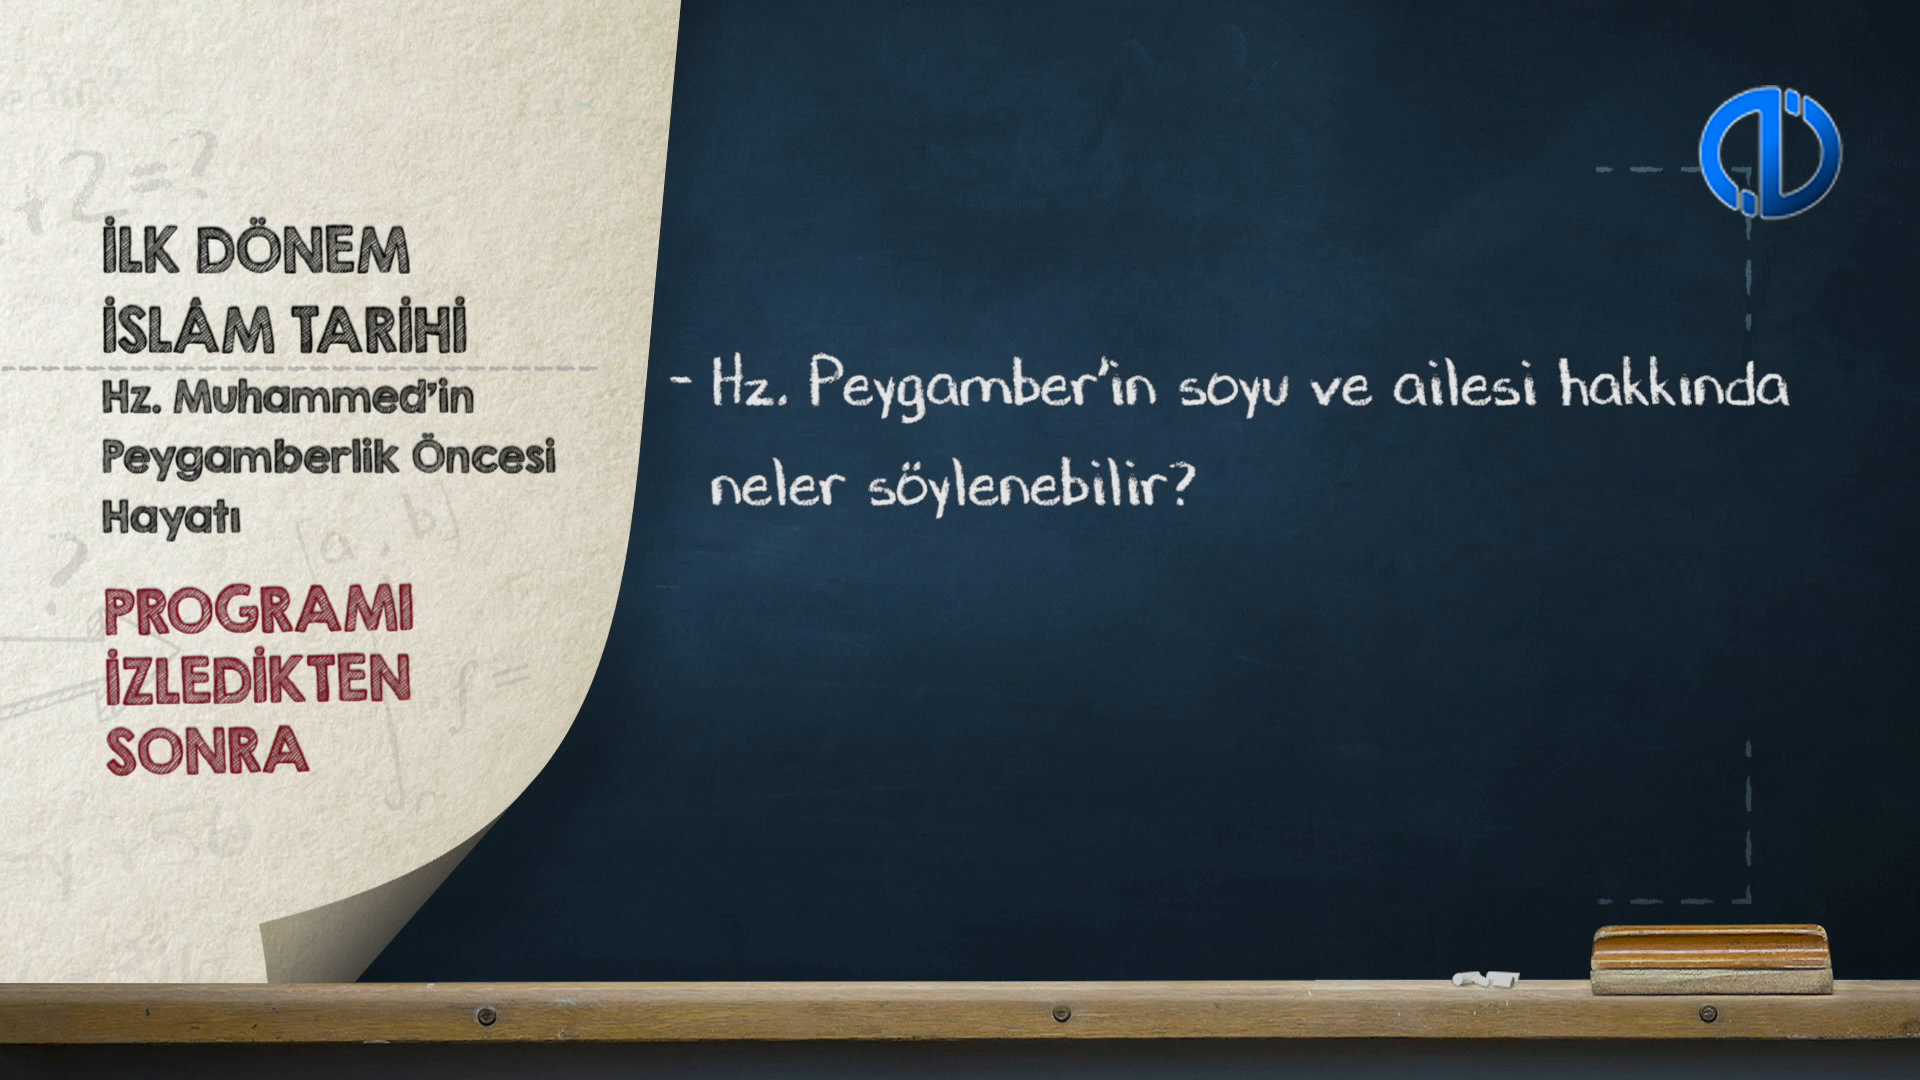 İLK DÖNEM
İSLÂM TARİHİ
Hz. Muhammed'in
Peygamberlik Öncesi
Hayatı
PROGRAMI
İZLEDİKTEN
SONRA
- Hz. Peygamber'in soyu ve ailesi hakkında
neler söylenebilir?
+2=?
[a, b]
f=